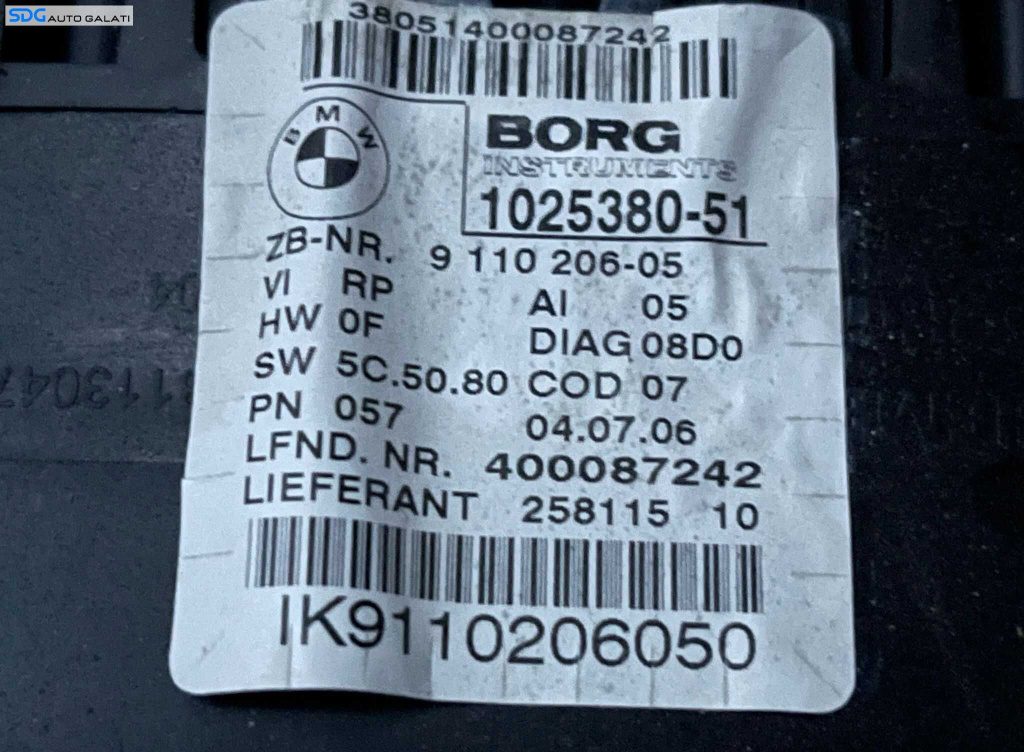 SDG AUTO GALATI
38051400087242
BMW
BORG
INSTRUMENTS
1025380-51
ZB-NR. 9 110 206-05
VI RP AI 05
HW 0F DIAG 08D0
SW 5C.50.80 COD 07
PN 057 04.07.06
LFND. NR. 400087242
LIEFERANT 258115 10
IK9110206050